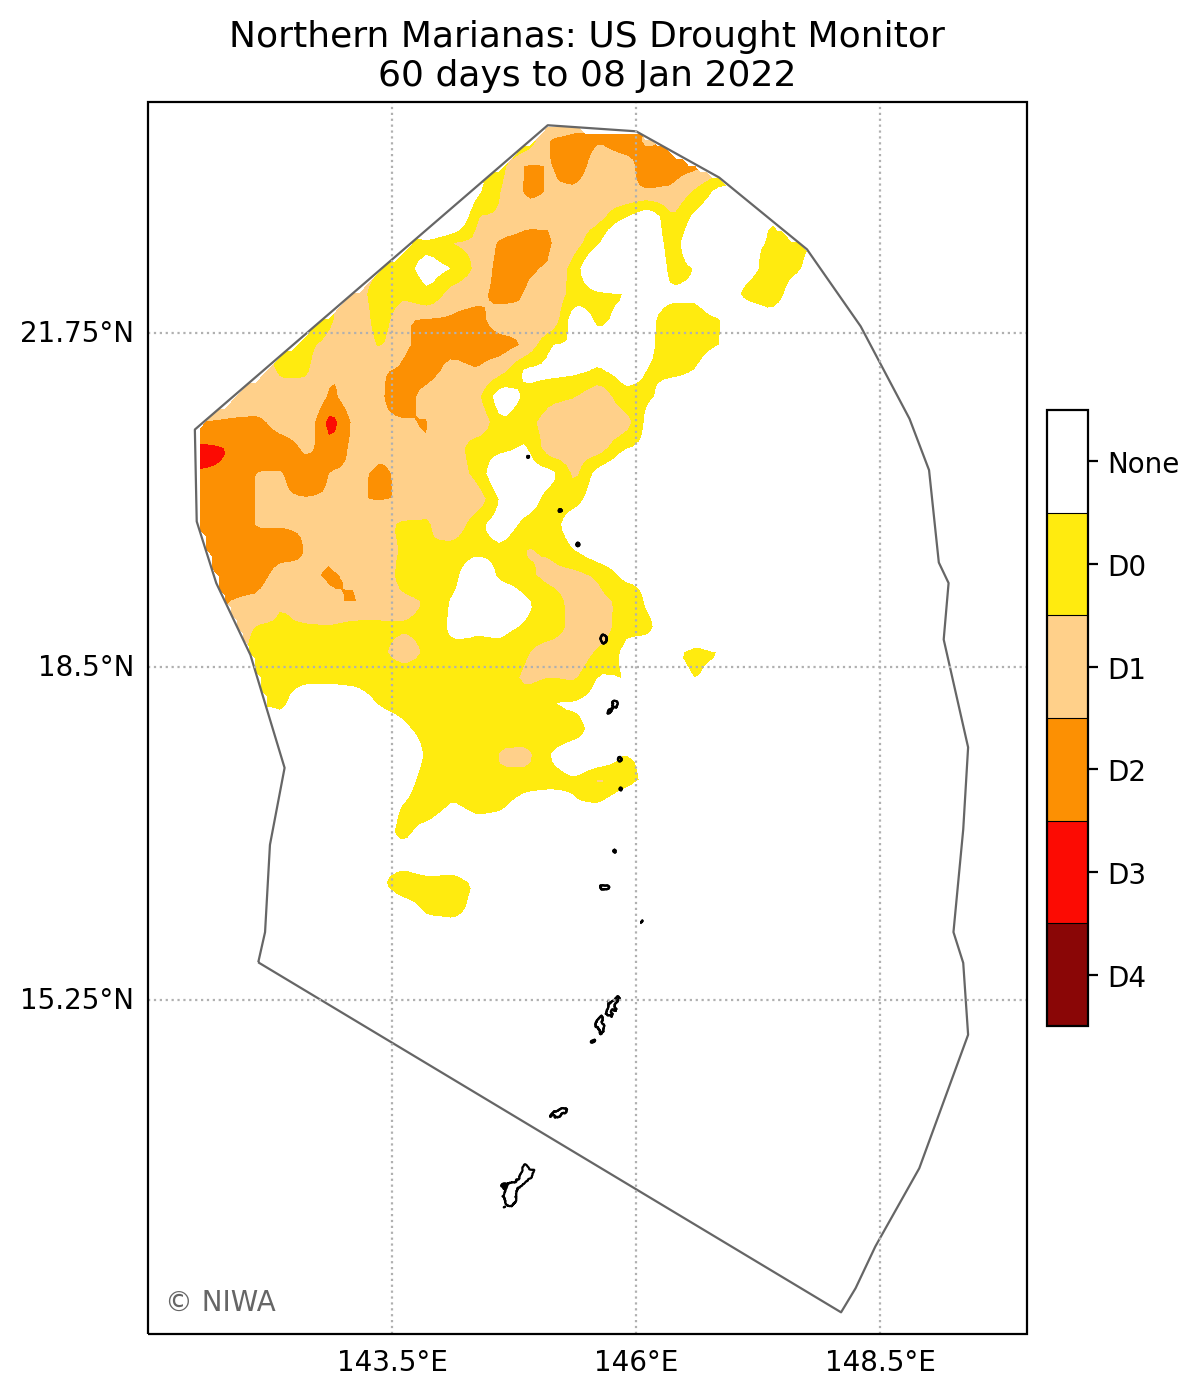 Northern Marianas: US Drought Monitor
60 days to 08 Jan 2022
21.75°N
18.5°N
15.25°N
143.5°E
146°E
148.5°E
None
D0
D1
D2
D3
D4
© NIWA